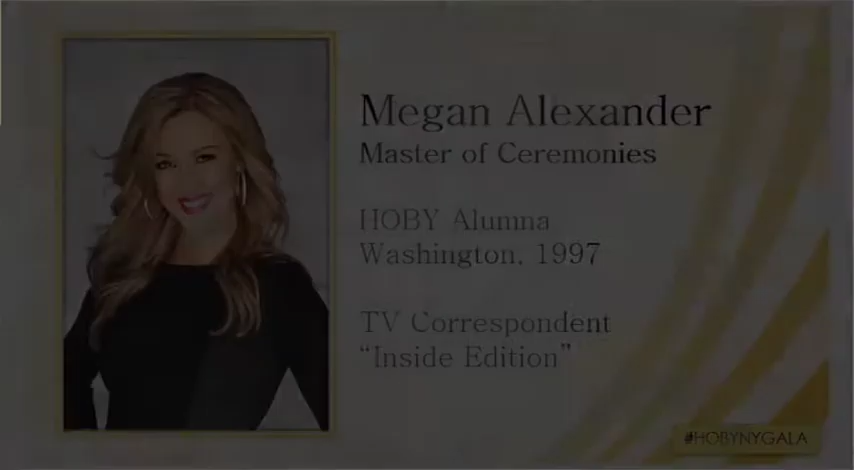 Megan Alexander
Master of Ceremonies
HOBY Alumna
Washington, 1997
TV Correspondent
“Inside Edition”
#HOBYNYGALA